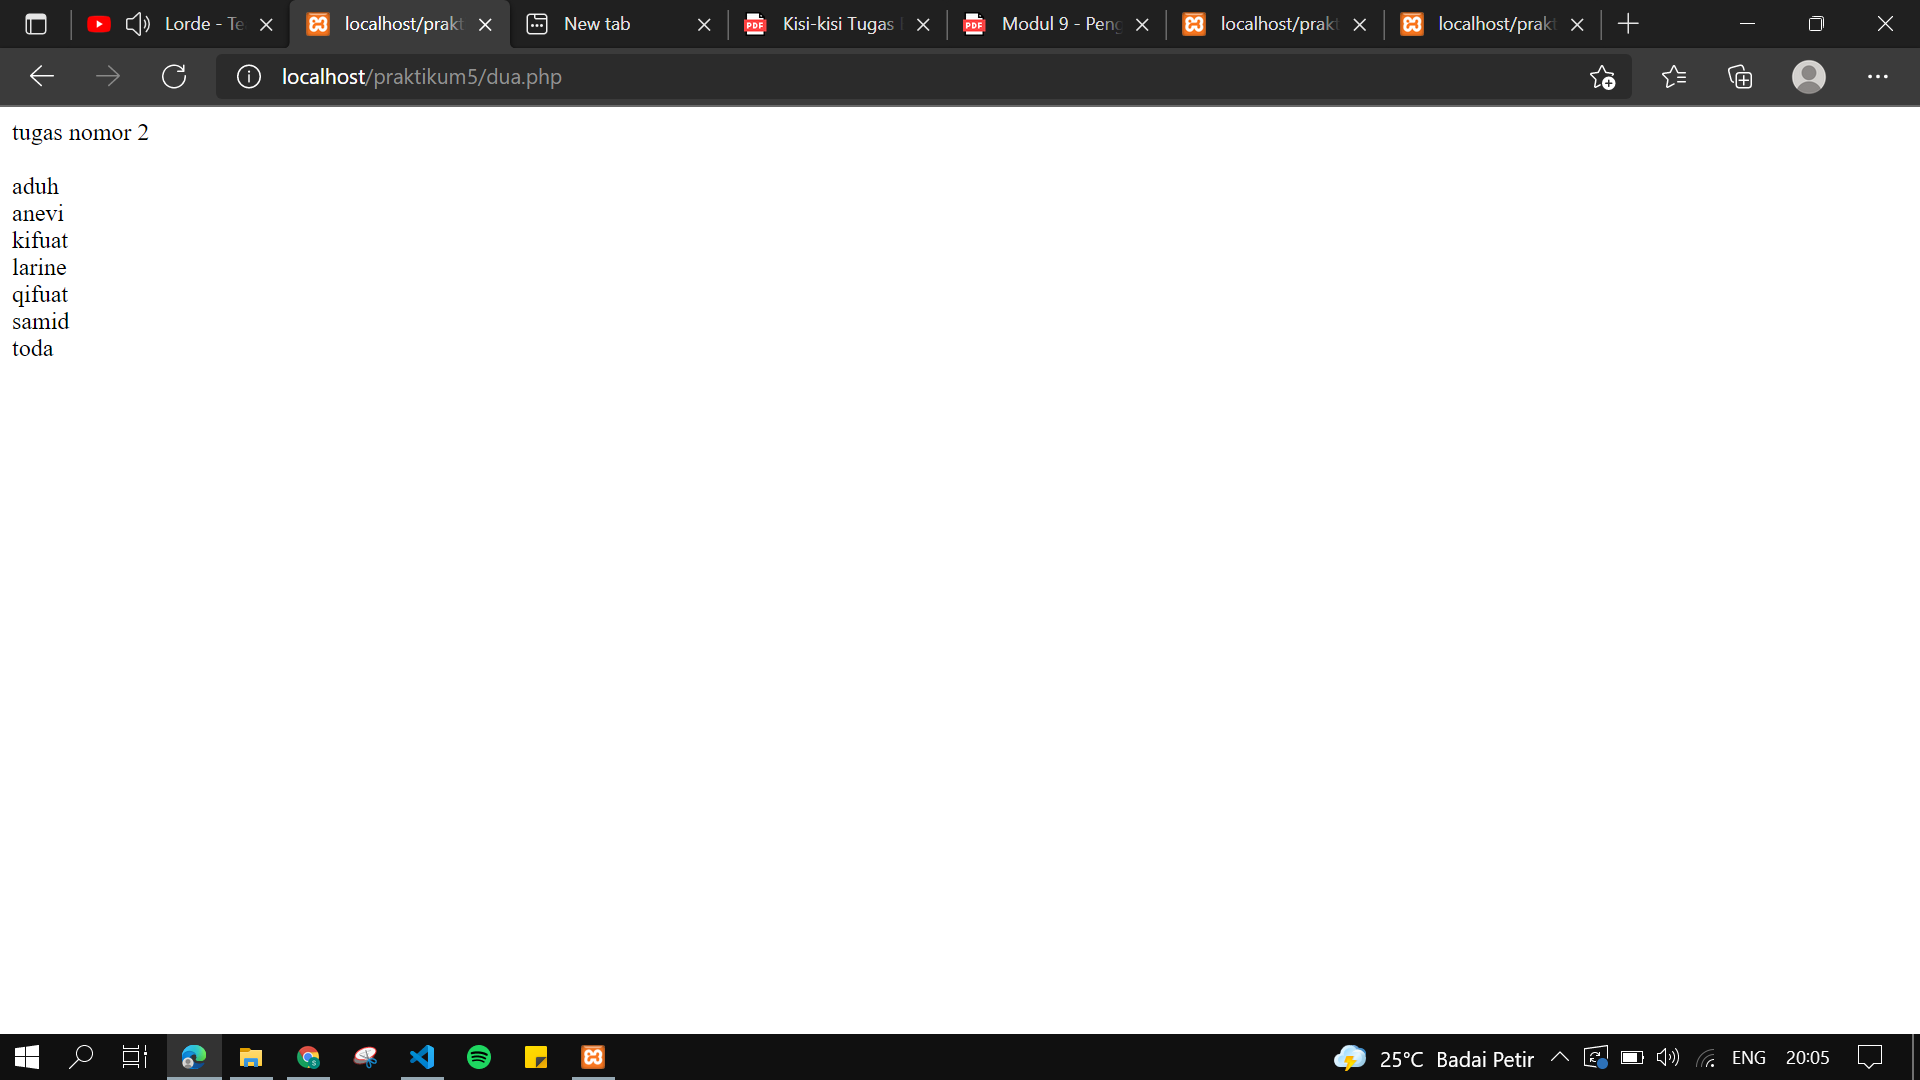 Lorde - Te
localhost/prakt
New tab
Kisi-kisi Tugas
Modul 9 - Peng
localhost/prakt
localhost/prakt
localhost/praktikum5/dua.php
tugas nomor 2
aduh
anevi
kifuat
larine
qifuat
samid
toda
25°C Badai Petir
ENG
20:05